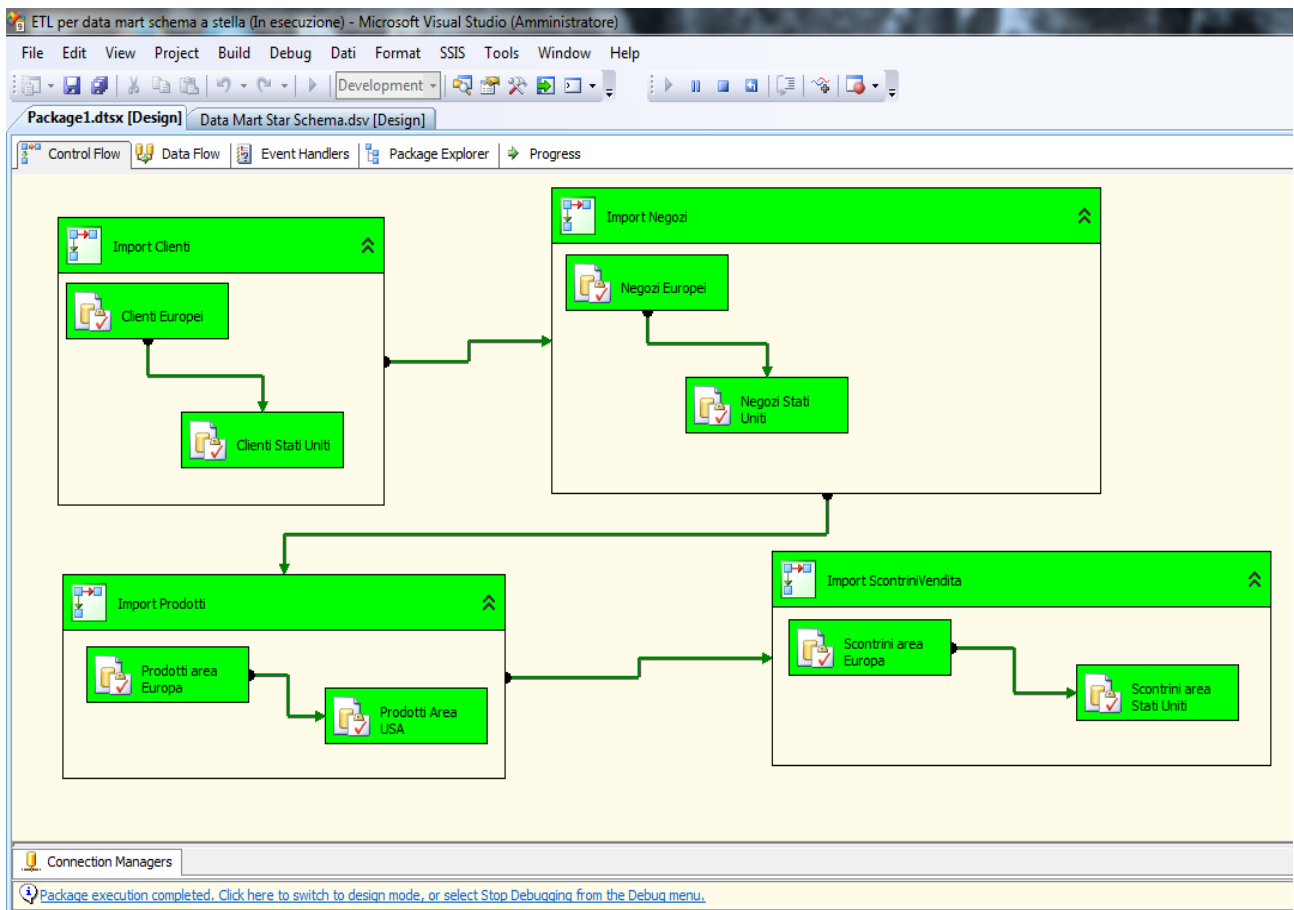 ETL per data mart schema a stella (In esecuzione) - Microsoft Visual Studio (Amministratore)
File Edit View Project Build Debug Dati Format SSIS Tools Window Help
Development
Package1.dtsx [Design] Data Mart Star Schema.dsv [Design]
Control Flow Data Flow Event Handlers Package Explorer Progress
Import Clienti
Clienti Europei
Clienti Stati Uniti
Import Negozi
Negozi Europei
Negozi Stati
Uniti
Import Prodotti
Prodotti area
Europa
Prodotti Area
USA
Import ScontriniVendita
Scontrini area
Europa
Scontrini area
Stati Uniti
Connection Managers
Package execution completed. Click here to switch to design mode, or select Stop Debugging from the Debug menu.